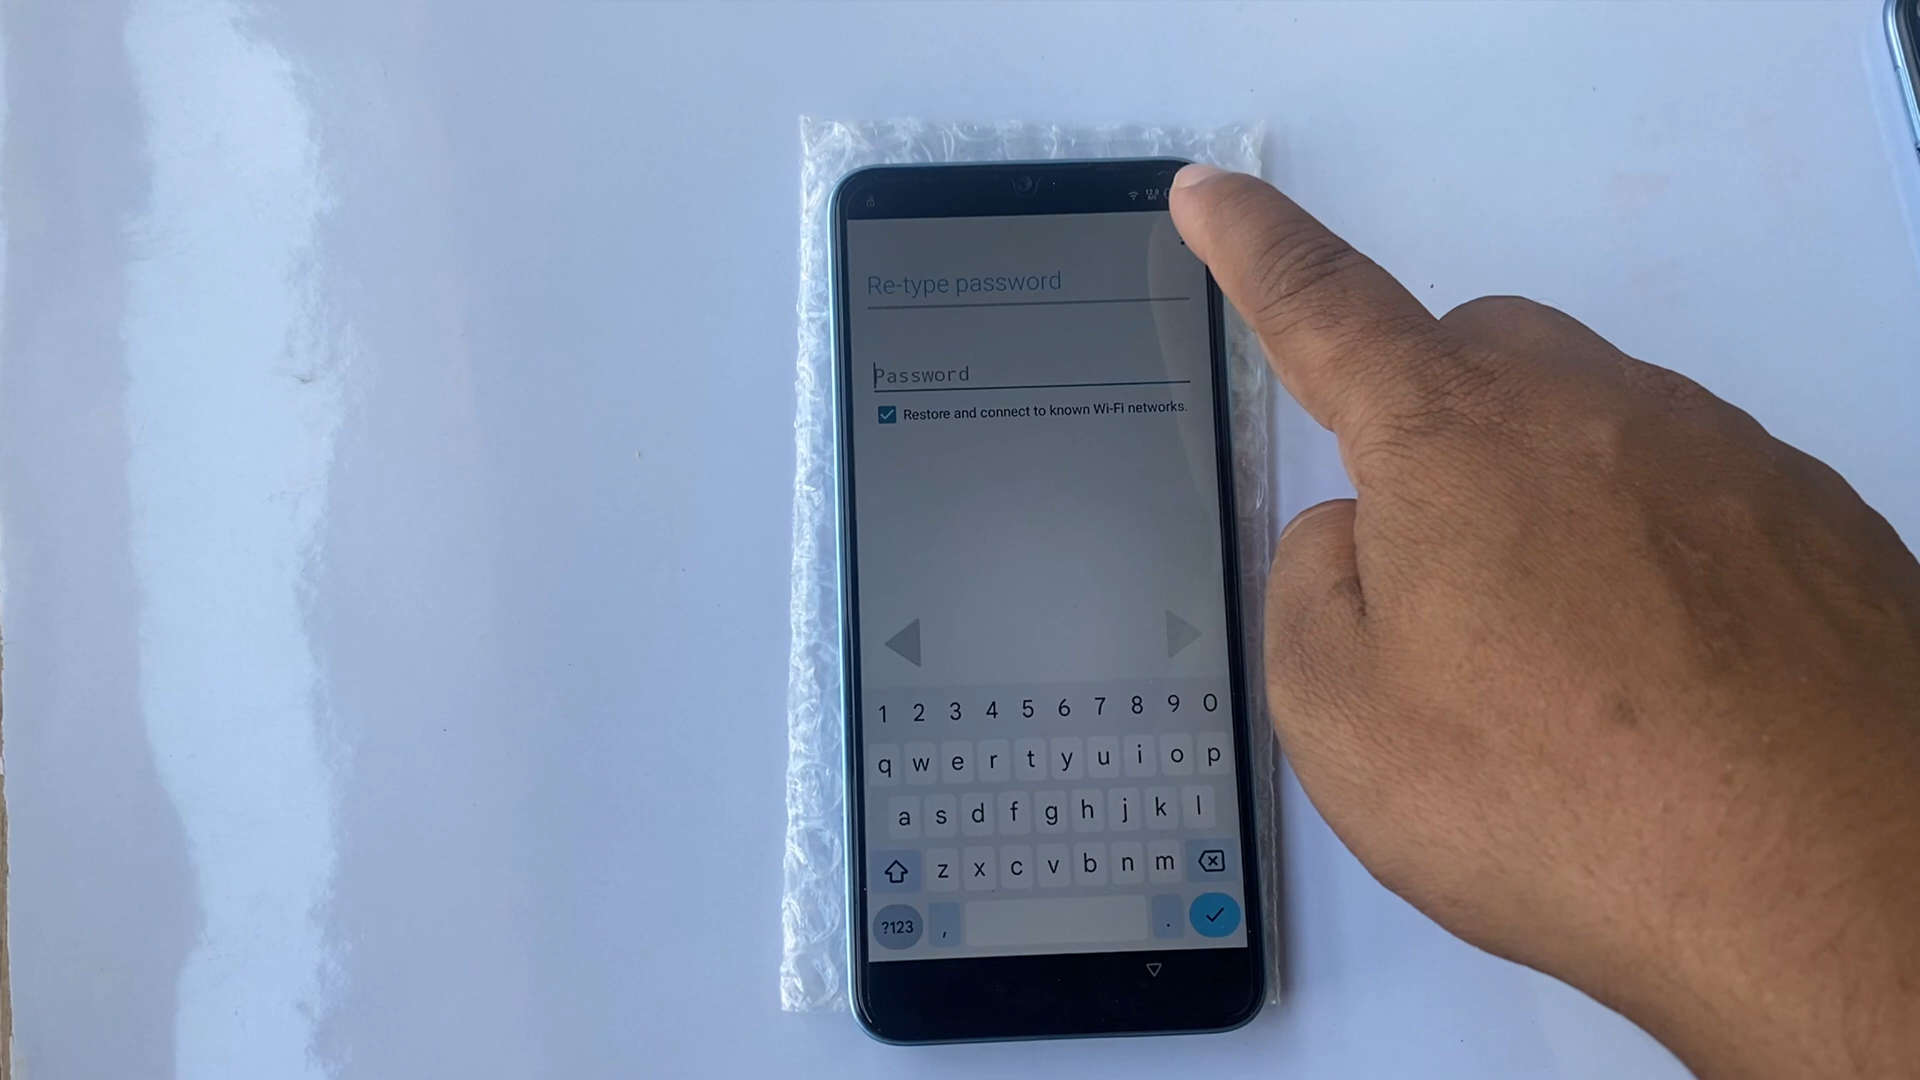 Re-type password
Password
Restore and connect to known Wi-Fi networks.
1 2 3 4 5 6 7 8 9 0
q w e r t y u i o p
a s d f g h j k l
z x c v b n m
?123 , .